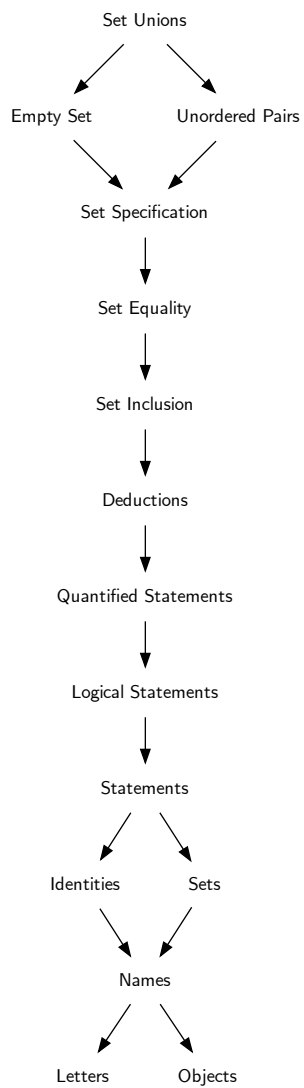 Set Unions
Empty Set
Unordered Pairs
Set Specification
Set Equality
Set Inclusion
Deductions
Quantified Statements
Logical Statements
Statements
Identities
Sets
Names
Letters
Objects